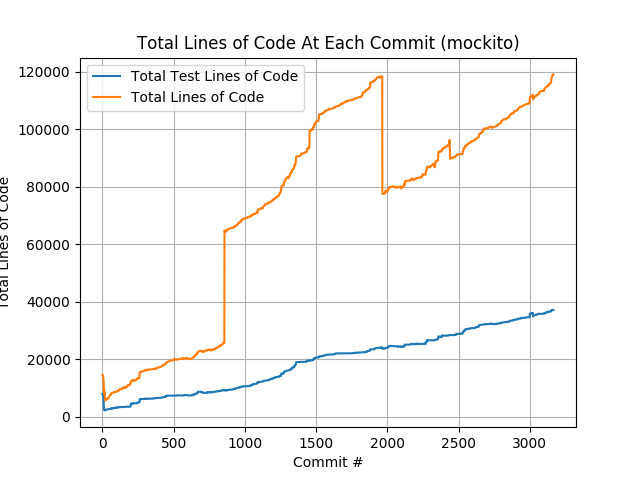 Total Lines of Code At Each Commit (mockito)
Total Test Lines of Code
Total Lines of Code
120000
100000
80000
60000
40000
20000
0
Total Lines of Code
0 500 1000 1500 2000 2500 3000
Commit #